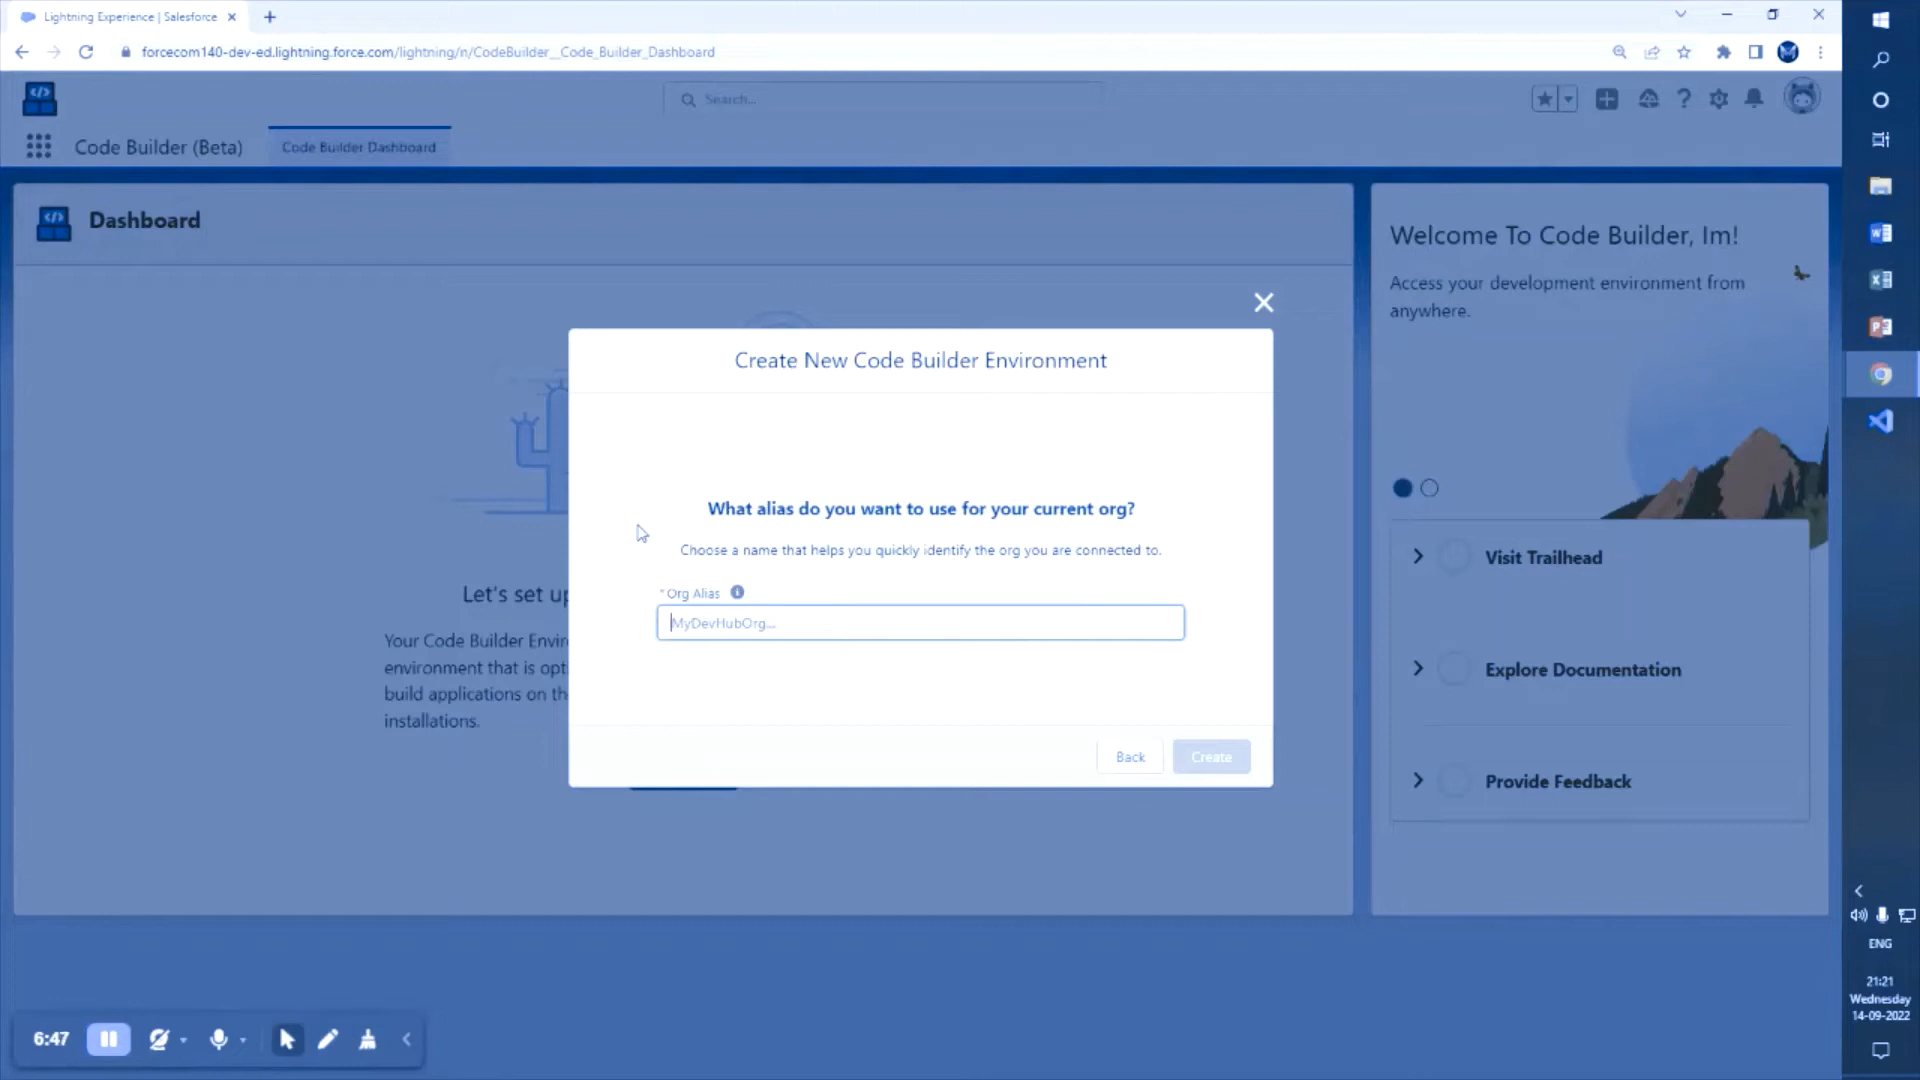 Lightning Experience | Salesforce
forcecom140-dev-ed.lightning.force.com/lightning/n/CodeBuilder__Code_Builder_Dashboard
Search...
Code Builder (Beta)
Code Builder Dashboard
Dashboard
Let's set up
Your Code Builder Envir
environment that is opti
build applications on th
installations.
Create New Code Builder Environment
What alias do you want to use for your current org?
Choose a name that helps you quickly identify the org you are connected to.
*Org Alias
MyDevHubOrg...
Back
Create
Welcome To Code Builder, Im!
Access your development environment from
anywhere.
Visit Trailhead
Explore Documentation
Provide Feedback
ENG
21:21
Wednesday
14-09-2022
6:47